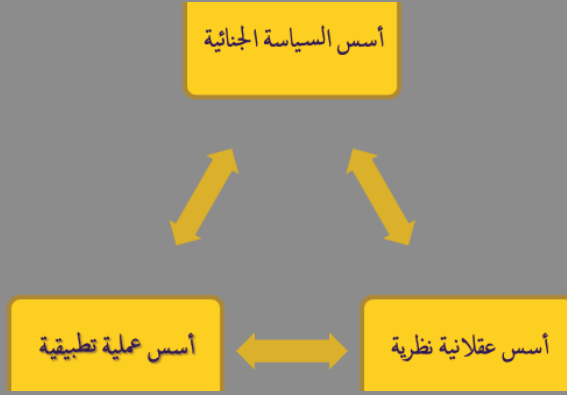 أسس السياسة الجنائية
أسس عقلانية نظرية
أسس عملية تطبيقية